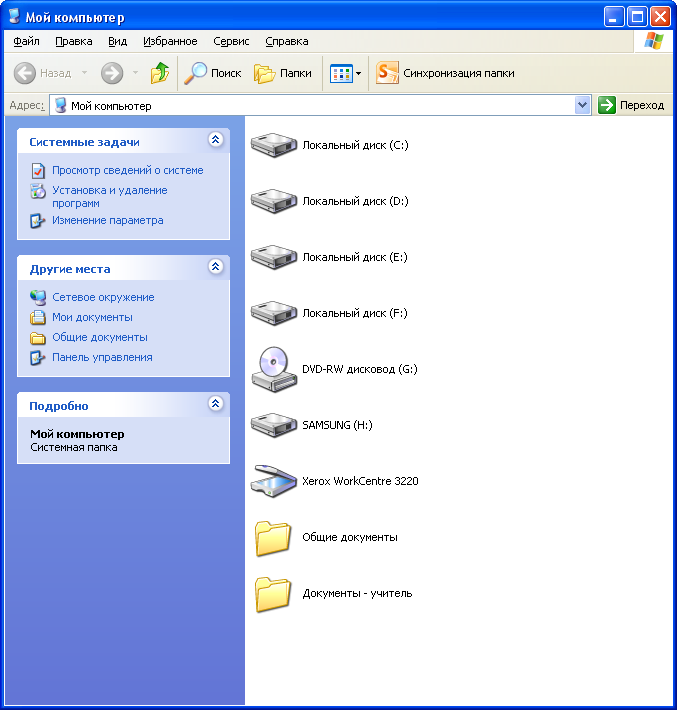 Мой компьютер
Файл Правка Вид Избранное Сервис Справка
Назад Поиск Папки Синхронизация папки
Адрес: Мой компьютер Переход
Системные задачи
Просмотр сведений о системе
Установка и удаление
программ
Изменение параметра
Другие места
Сетевое окружение
Мои документы
Общие документы
Панель управления
Подробно
Мой компьютер
Системная папка
Локальный диск (C:)
Локальный диск (D:)
Локальный диск (E:)
Локальный диск (F:)
DVD-RW дисковод (G:)
SAMSUNG (H:)
Xerox WorkCentre 3220
Общие документы
Документы - учитель